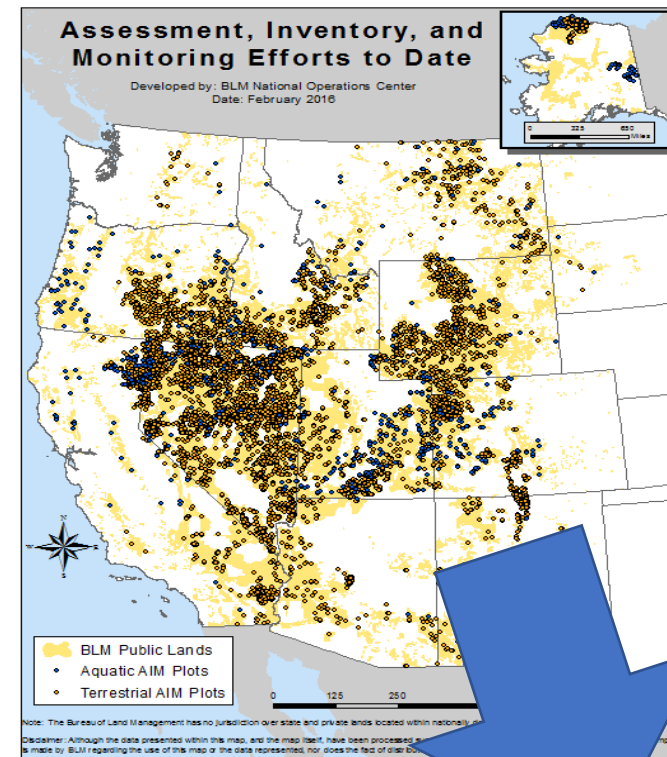 Assessment, Inventory, and
Monitoring Efforts to Date
Developed by: BLM National Operations Center
Date: February 2016
0 325 650
Miles
N
W E
S
BLM Public Lands
Aquatic AIM Plots
Terrestrial AIM Plots
0 125 250
Note: The Bureau of Land Management has no jurisdiction over state and private lands located within nationally
Disclaimer: Although the data presented within this map, and the map itself, have been processed
is made by BLM regarding the use of this map or the data represented, nor does the fact of